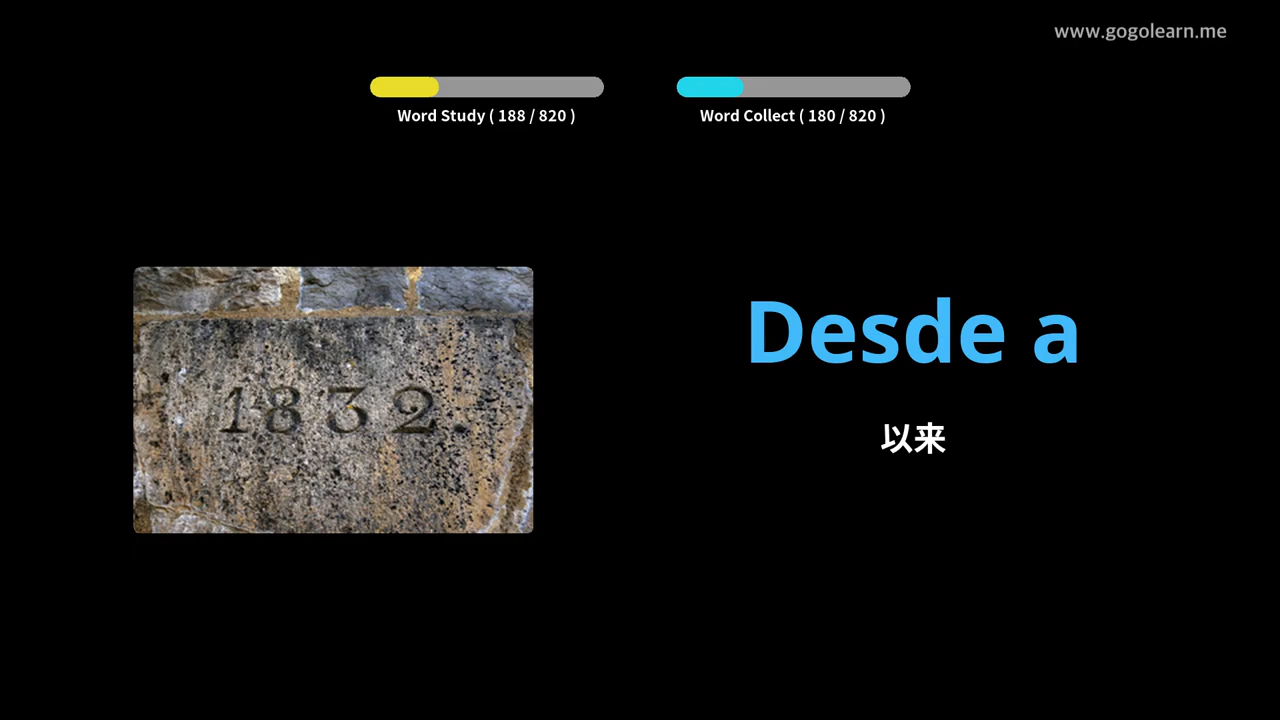 www.gogolearn.me
Word Study ( 188 / 820 )
Word Collect ( 180 / 820 )
1832.
Desde a
以来